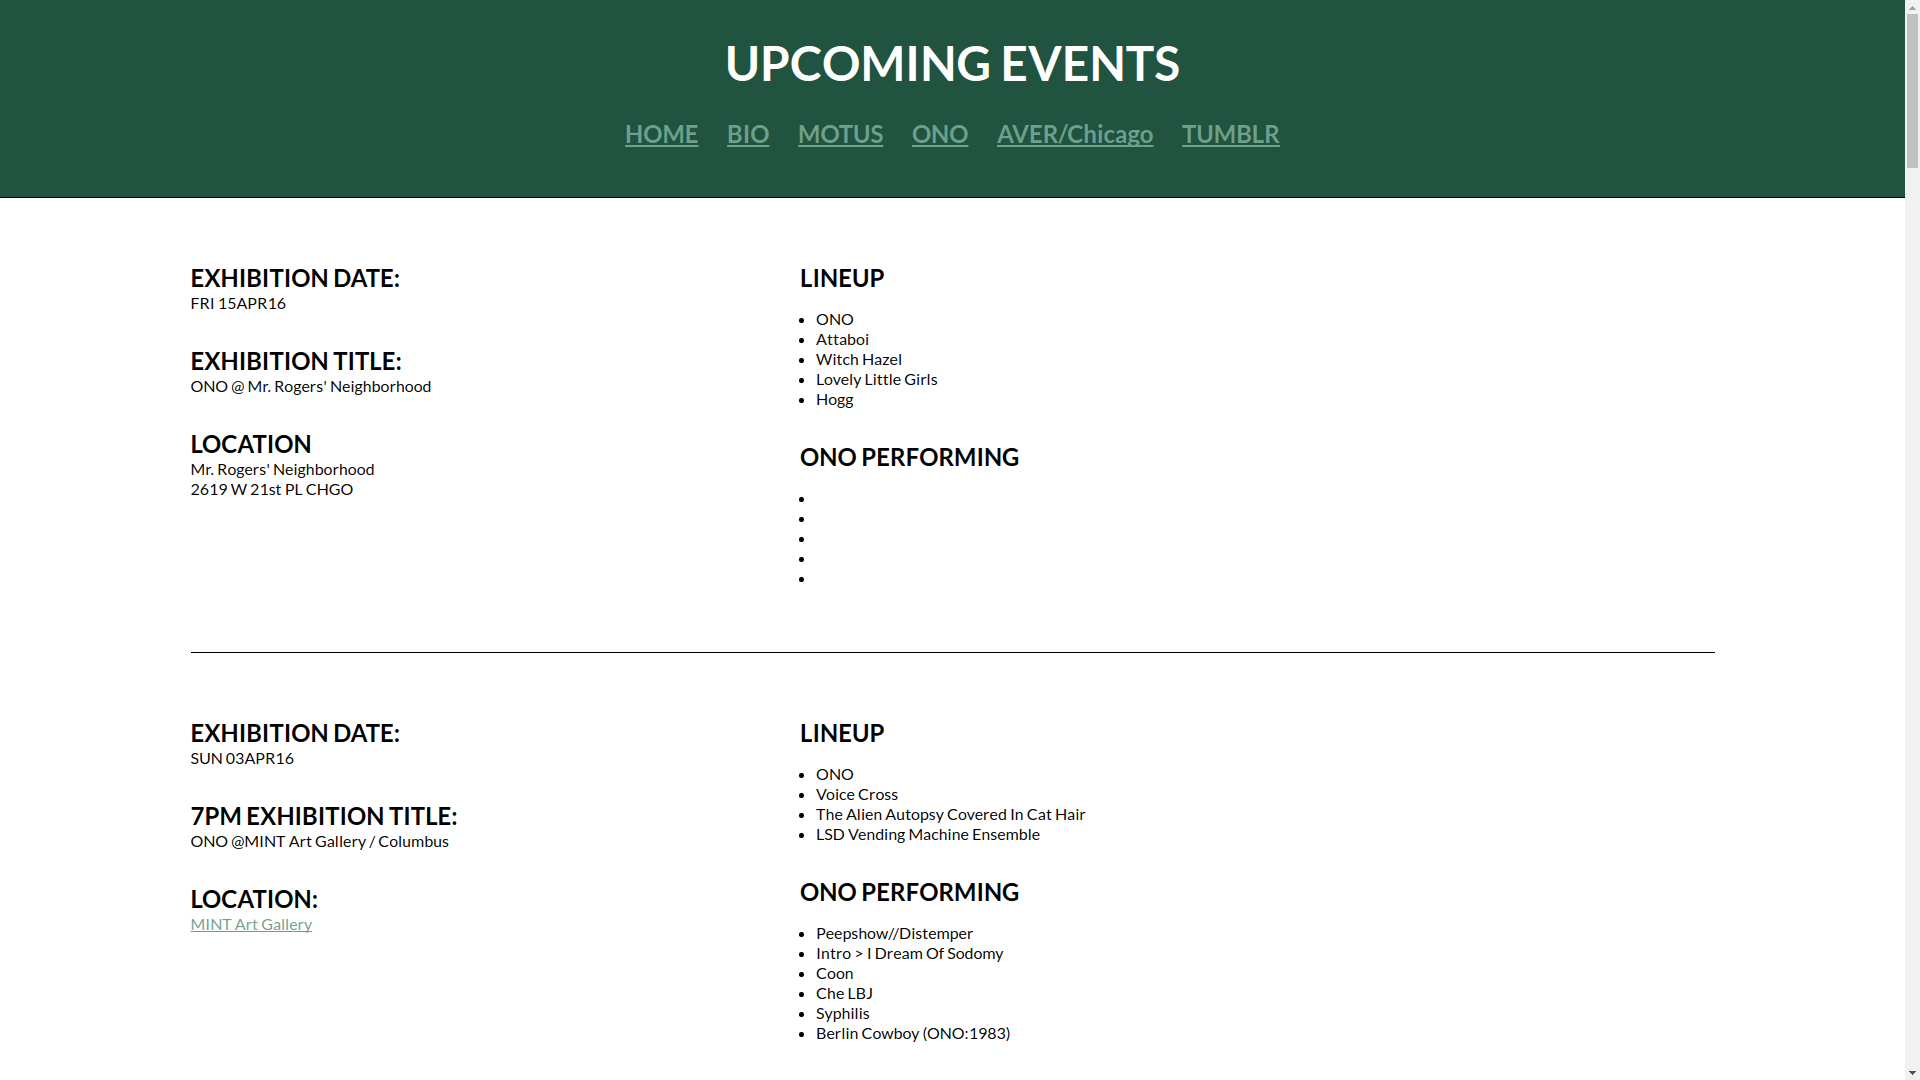 UPCOMING EVENTS
HOME BIO MOTUS ONO AVER/Chicago TUMBLR
EXHIBITION DATE:
FRI 15APR16
EXHIBITION TITLE:
ONO @ Mr. Rogers' Neighborhood
LOCATION
Mr. Rogers' Neighborhood
2619 W 21st PL CHGO
LINEUP
ONO
Attaboi
Witch Hazel
Lovely Little Girls
Hogg
ONO PERFORMING
EXHIBITION DATE:
SUN 03APR16
7PM EXHIBITION TITLE:
ONO @MINT Art Gallery / Columbus
LOCATION:
MINT Art Gallery
LINEUP
ONO
Voice Cross
The Alien Autopsy Covered In Cat Hair
LSD Vending Machine Ensemble
ONO PERFORMING
Peepshow//Distemper
Intro > I Dream Of Sodomy
Coon
Che LBJ
Syphilis
Berlin Cowboy (ONO:1983)